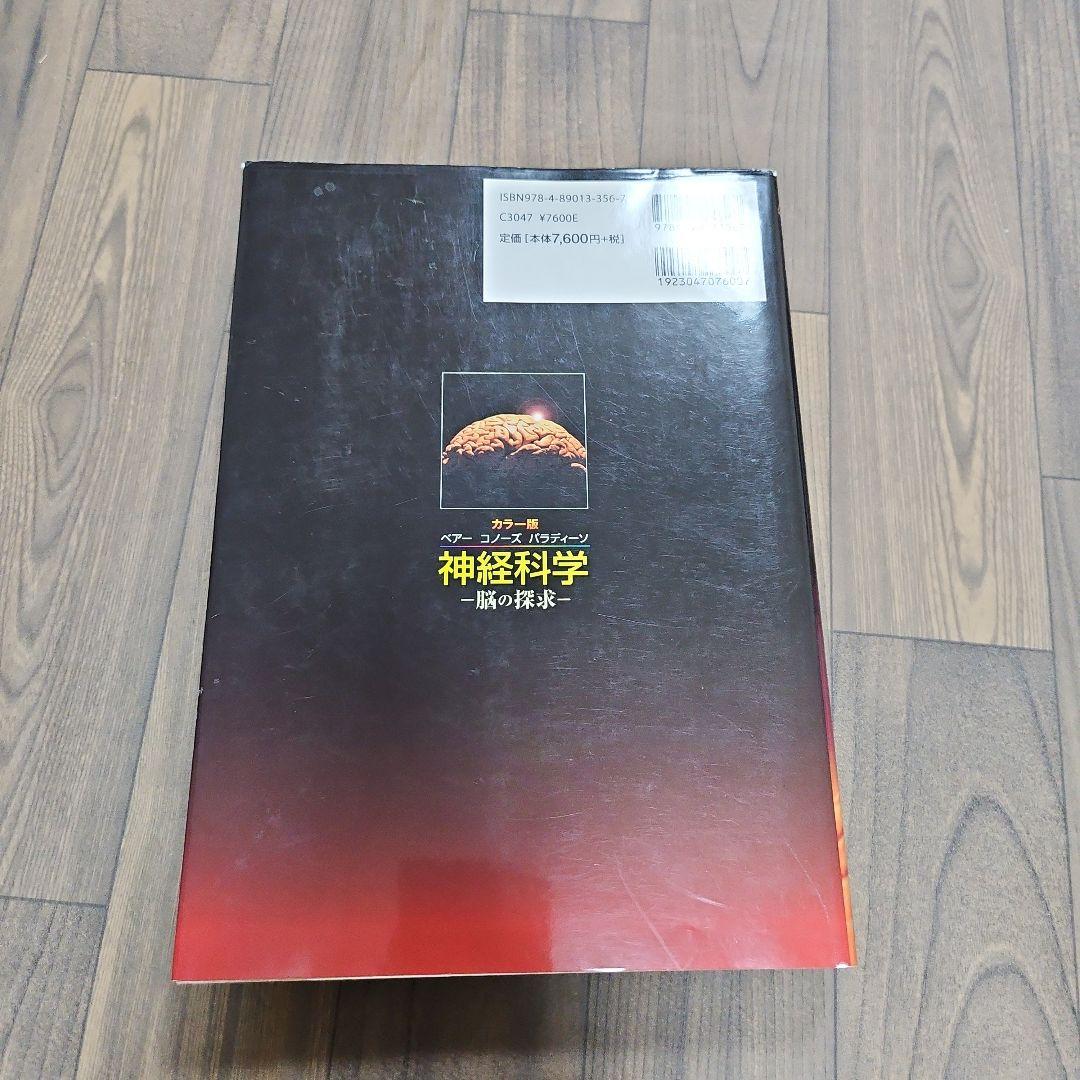 ISBN978-4-89013-356-7
C3047 ¥7600E
定価 [本体7,600円+税]
カラー版
ベアー コノーズ パラディーソ
神経科学
－脳の探求－